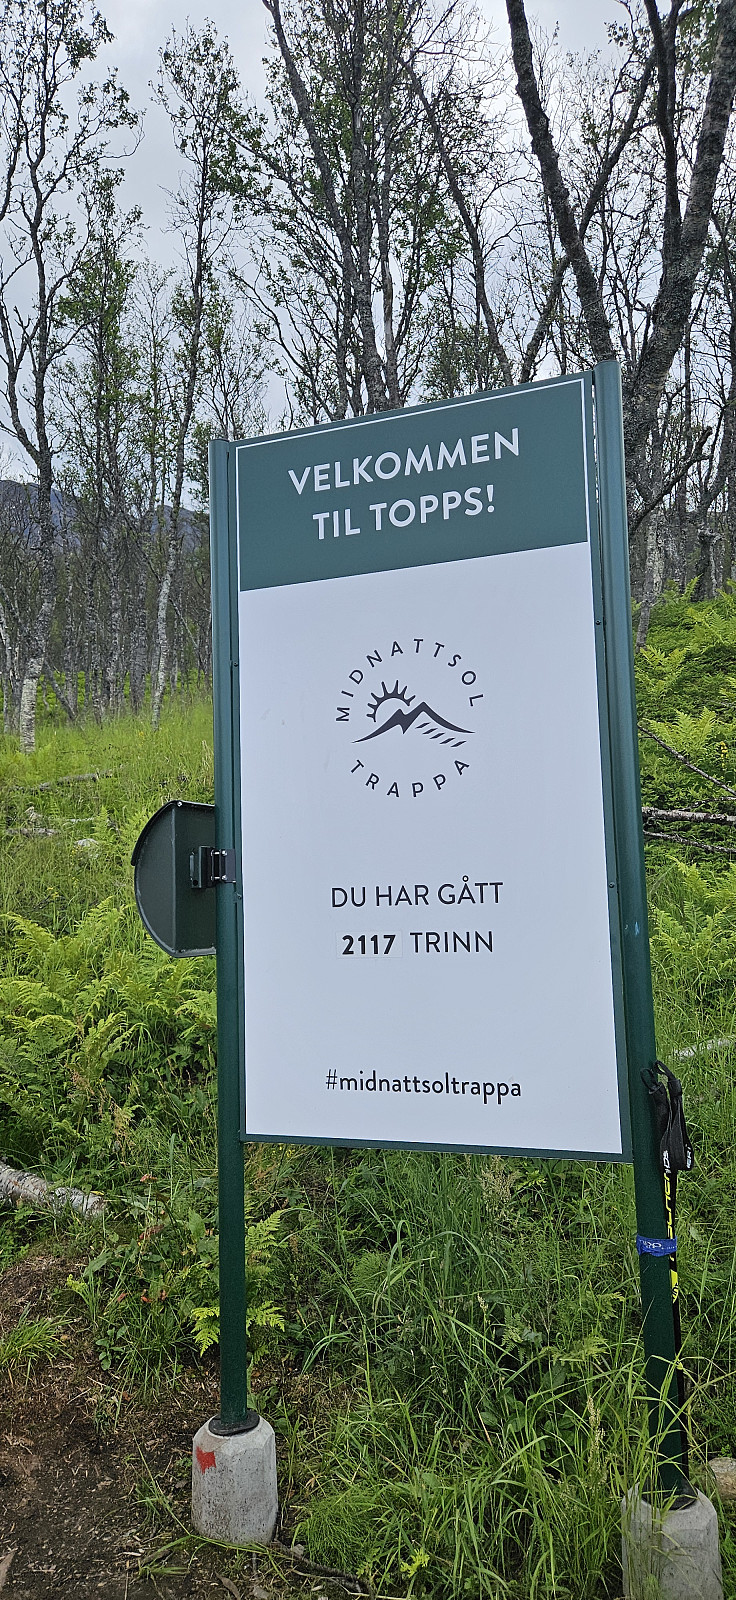 VELKOMMEN
TIL TOPPS!
MIDNATTSOL
TRAPPA
DU HAR GÅTT
2117 TRINN
#midnattsoltrappa